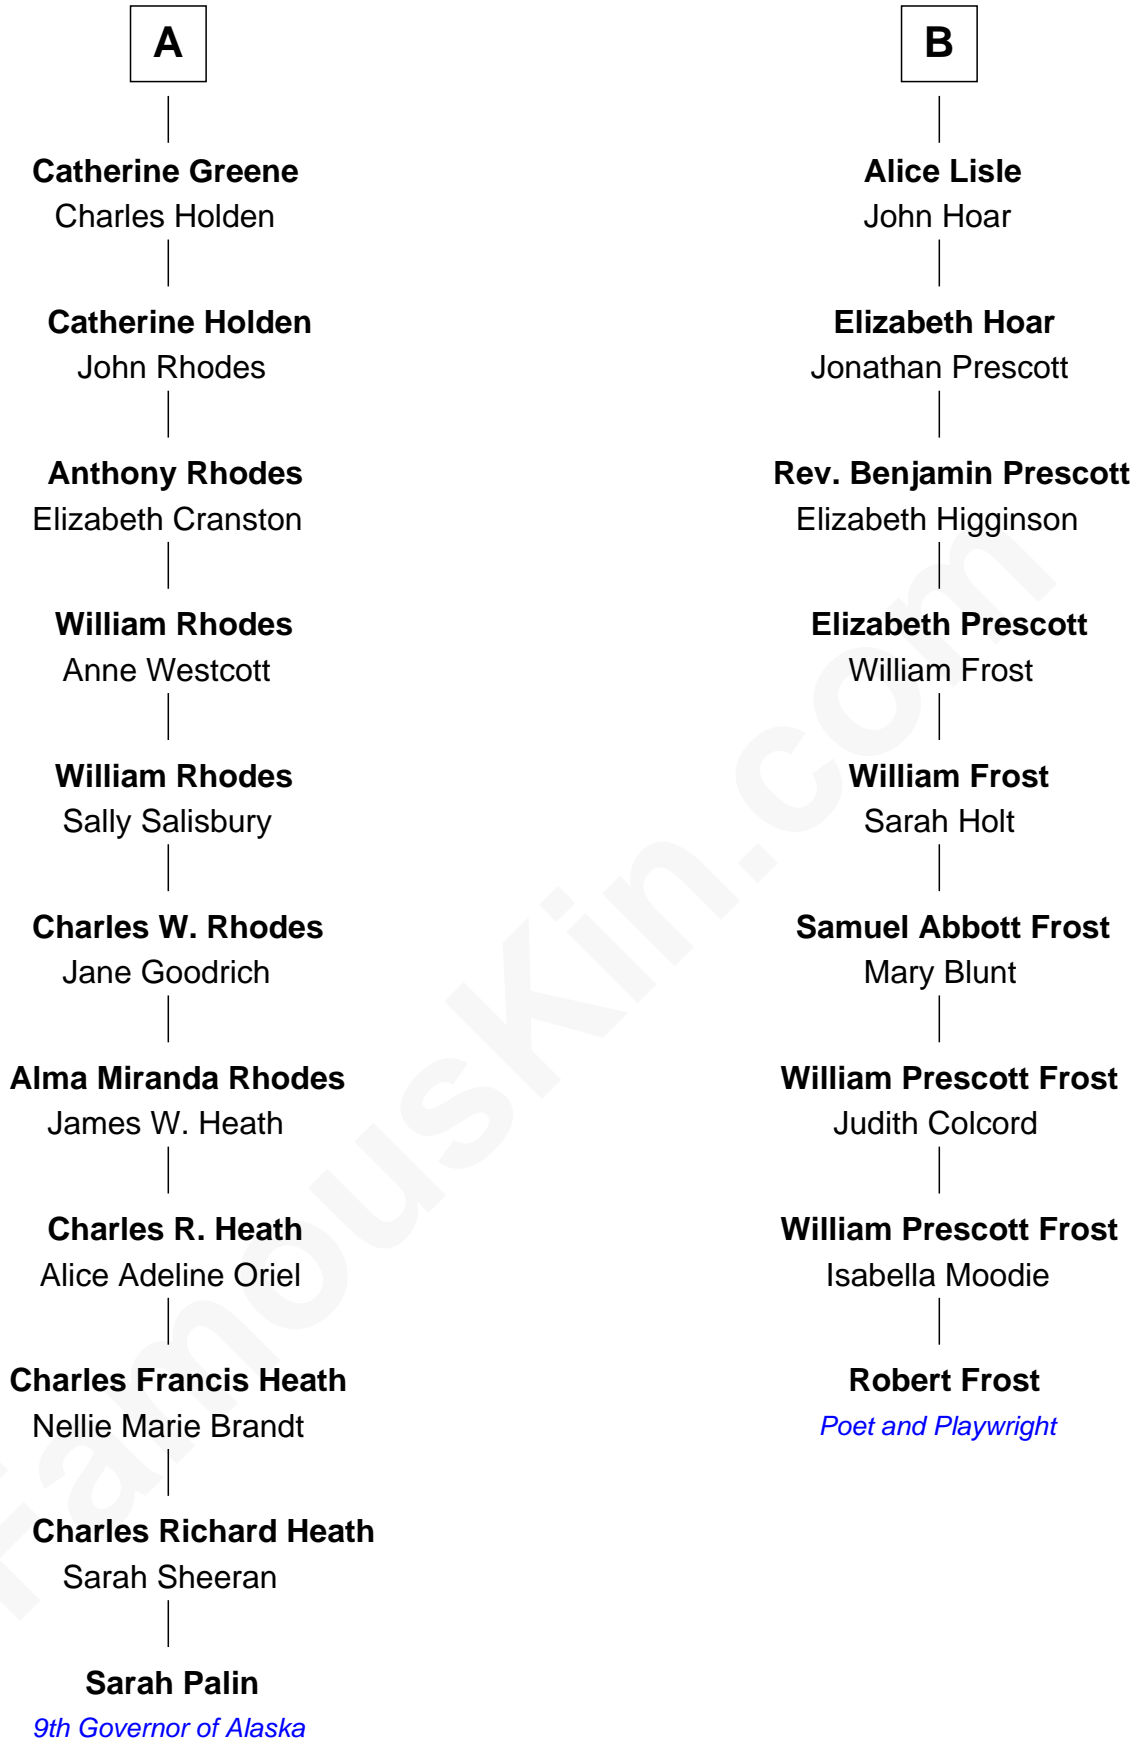 A
Catherine Greene
Charles Holden
Catherine Holden
John Rhodes
Anthony Rhodes
Elizabeth Cranston
William Rhodes
Anne Westcott
William Rhodes
Sally Salisbury
Charles W. Rhodes
Jane Goodrich
Alma Miranda Rhodes
James W. Heath
Charles R. Heath
Alice Adeline Oriel
Charles Francis Heath
Nellie Marie Brandt
Charles Richard Heath
Sarah Sheeran
Sarah Palin
9th Governor of Alaska
B
Alice Lisle
John Hoar
Elizabeth Hoar
Jonathan Prescott
Rev. Benjamin Prescott
Elizabeth Higginson
Elizabeth Prescott
William Frost
William Frost
Sarah Holt
Samuel Abbott Frost
Mary Blunt
William Prescott Frost
Judith Colcord
William Prescott Frost
Isabella Moodie
Robert Frost
Poet and Playwright
FamousKin.com